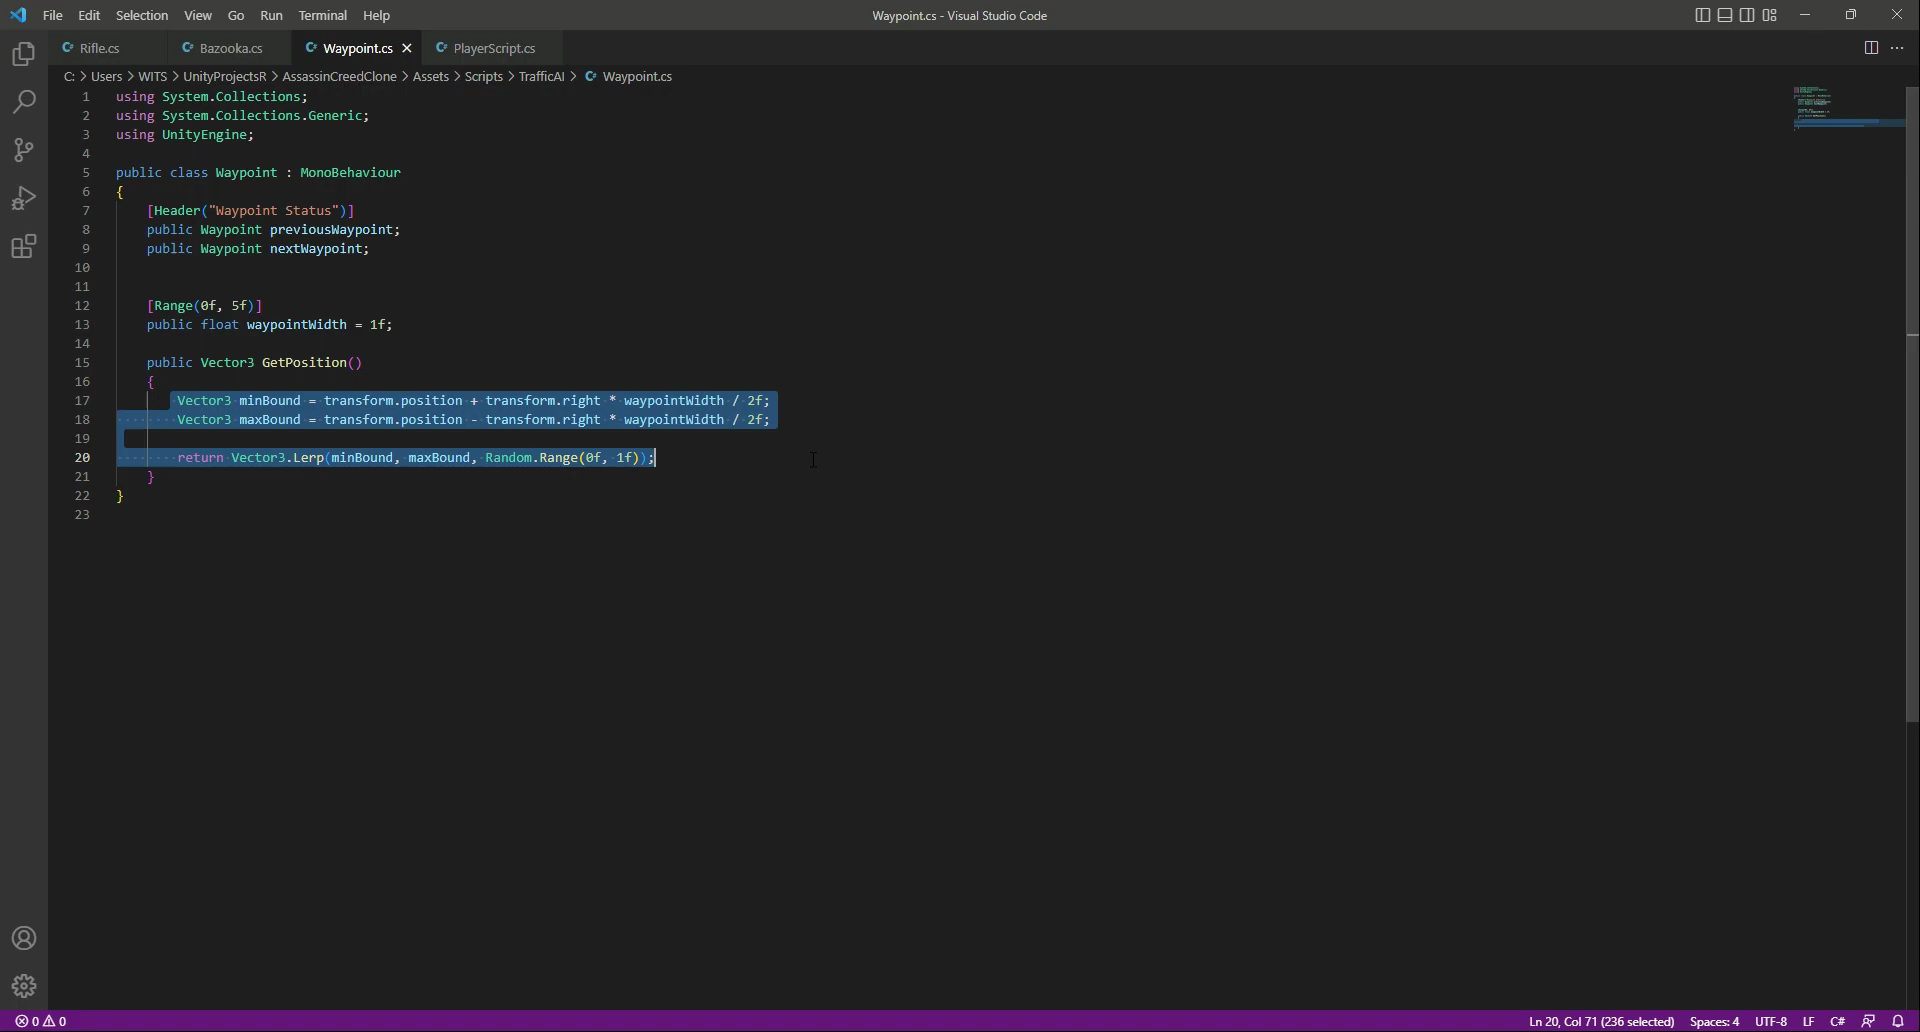 File Edit Selection View Go Run Terminal Help
Waypoint.cs - Visual Studio Code
Rifle.cs
Bazooka.cs
Waypoint.cs
PlayerScript.cs
C: > Users > WITS > UnityProjectsR > AssassinCreedClone > Assets > Scripts > TrafficAI > Waypoint.cs
1 using System.Collections;
2 using System.Collections.Generic;
3 using UnityEngine;
4
5 public class Waypoint : MonoBehaviour
6 {
7 [Header("Waypoint Status")]
8 public Waypoint previousWaypoint;
9 public Waypoint nextWaypoint;
10
11
12 [Range(0f, 5f)]
13 public float waypointWidth = 1f;
14
15 public Vector3 GetPosition()
16 {
17 Vector3 minBound = transform.position + transform.right * waypointWidth / 2f;
18 Vector3 maxBound = transform.position - transform.right * waypointWidth / 2f;
19
20 return Vector3.Lerp(minBound, maxBound, Random.Range(0f, 1f));
21 }
22 }
23
0 0
Ln 20, Col 71 (236 selected) Spaces: 4 UTF-8 LF C#